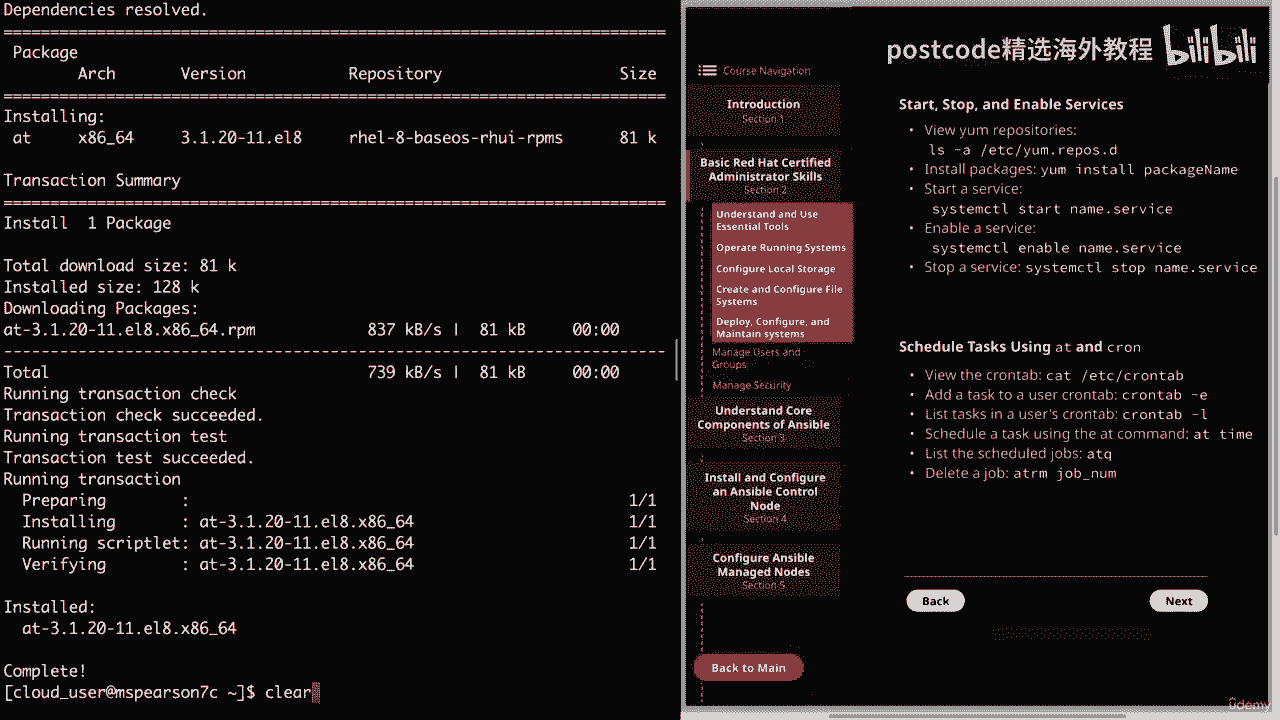 Dependencies resolved.
================================================================
Package
Arch Version Repository Size
================================================================
Installing:
at x86_64 3.1.20-11.el8 rhel-8-baseos-rhui-rpms 81 k
Transaction Summary
================================================================
Install 1 Package
Total download size: 81 k
Installed size: 128 k
Downloading Packages:
at-3.1.20-11.el8.x86_64.rpm 837 kB/s | 81 kB 00:00
----------------------------------------------------------------
Total 739 kB/s | 81 kB 00:00
Running transaction check
Transaction check succeeded.
Running transaction test
Transaction test succeeded.
Running transaction
Preparing : 1/1
Installing : at-3.1.20-11.el8.x86_64 1/1
Running scriptlet: at-3.1.20-11.el8.x86_64 1/1
Verifying : at-3.1.20-11.el8.x86_64 1/1
Installed:
at-3.1.20-11.el8.x86_64
Complete!
[cloud_user@mspearson7c ~]$ clear
postcode精选海外教程 bilibili
Course Navigation
Introduction
Section 1
Basic Red Hat Certified
Administrator Skills
Section 2
Understand and Use
Essential Tools
Operate Running Systems
Configure Local Storage
Create and Configure File
Systems
Deploy, Configure, and
Maintain systems
Manage Users and
Groups
Manage Security
Understand Core
Components of Ansible
Section 3
Install and Configure
an Ansible Control
Node
Section 4
Configure Ansible
Managed Nodes
Section 5
Back to Main
Start, Stop, and Enable Services
• View yum repositories:
ls -a /etc/yum.repos.d
• Install packages: yum install packageName
• Start a service:
systemctl start name.service
• Enable a service:
systemctl enable name.service
• Stop a service: systemctl stop name.service
Schedule Tasks Using at and cron
• View the crontab: cat /etc/crontab
• Add a task to a user crontab: crontab -e
• List tasks in a user's crontab: crontab -l
• Schedule a task using the at command: at time
• List the scheduled jobs: atq
• Delete a job: atrm job_num
Back
Next
ûdemy